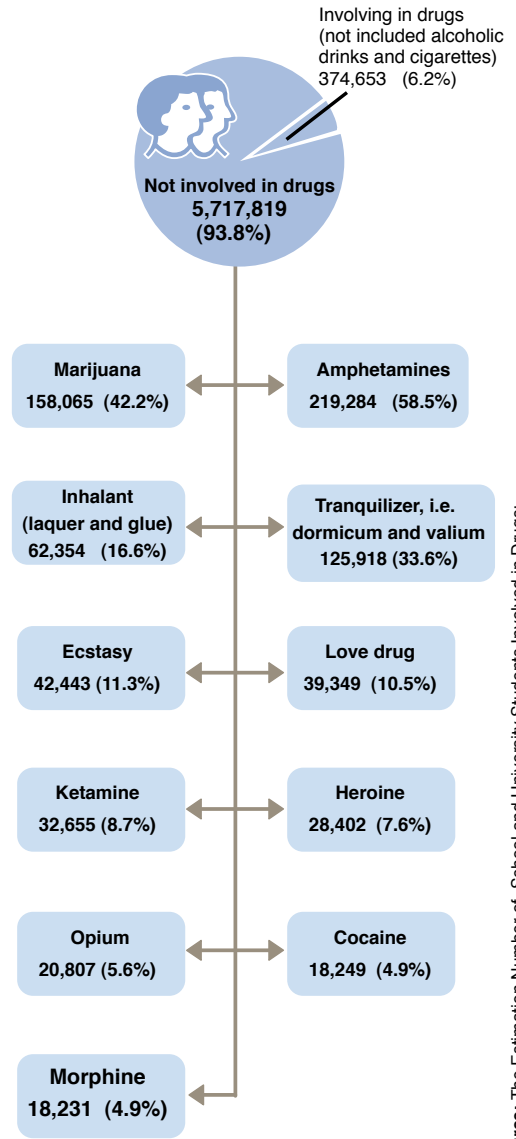 Involving in drugs
(not included alcoholic
drinks and cigarettes)
374,653 (6.2%)
Not involved in drugs
5,717,819
(93.8%)
Marijuana
158,065 (42.2%)
Amphetamines
219,284 (58.5%)
Inhalant
(laquer and glue)
62,354 (16.6%)
Tranquilizer, i.e.
dormicum and valium
125,918 (33.6%)
Ecstasy
42,443 (11.3%)
Love drug
39,349 (10.5%)
Ketamine
32,655 (8.7%)
Heroine
28,402 (7.6%)
Opium
20,807 (5.6%)
Cocaine
18,249 (4.9%)
Morphine
18,231 (4.9%)
The Estimation Number of School and University Students Involved in Drugs: